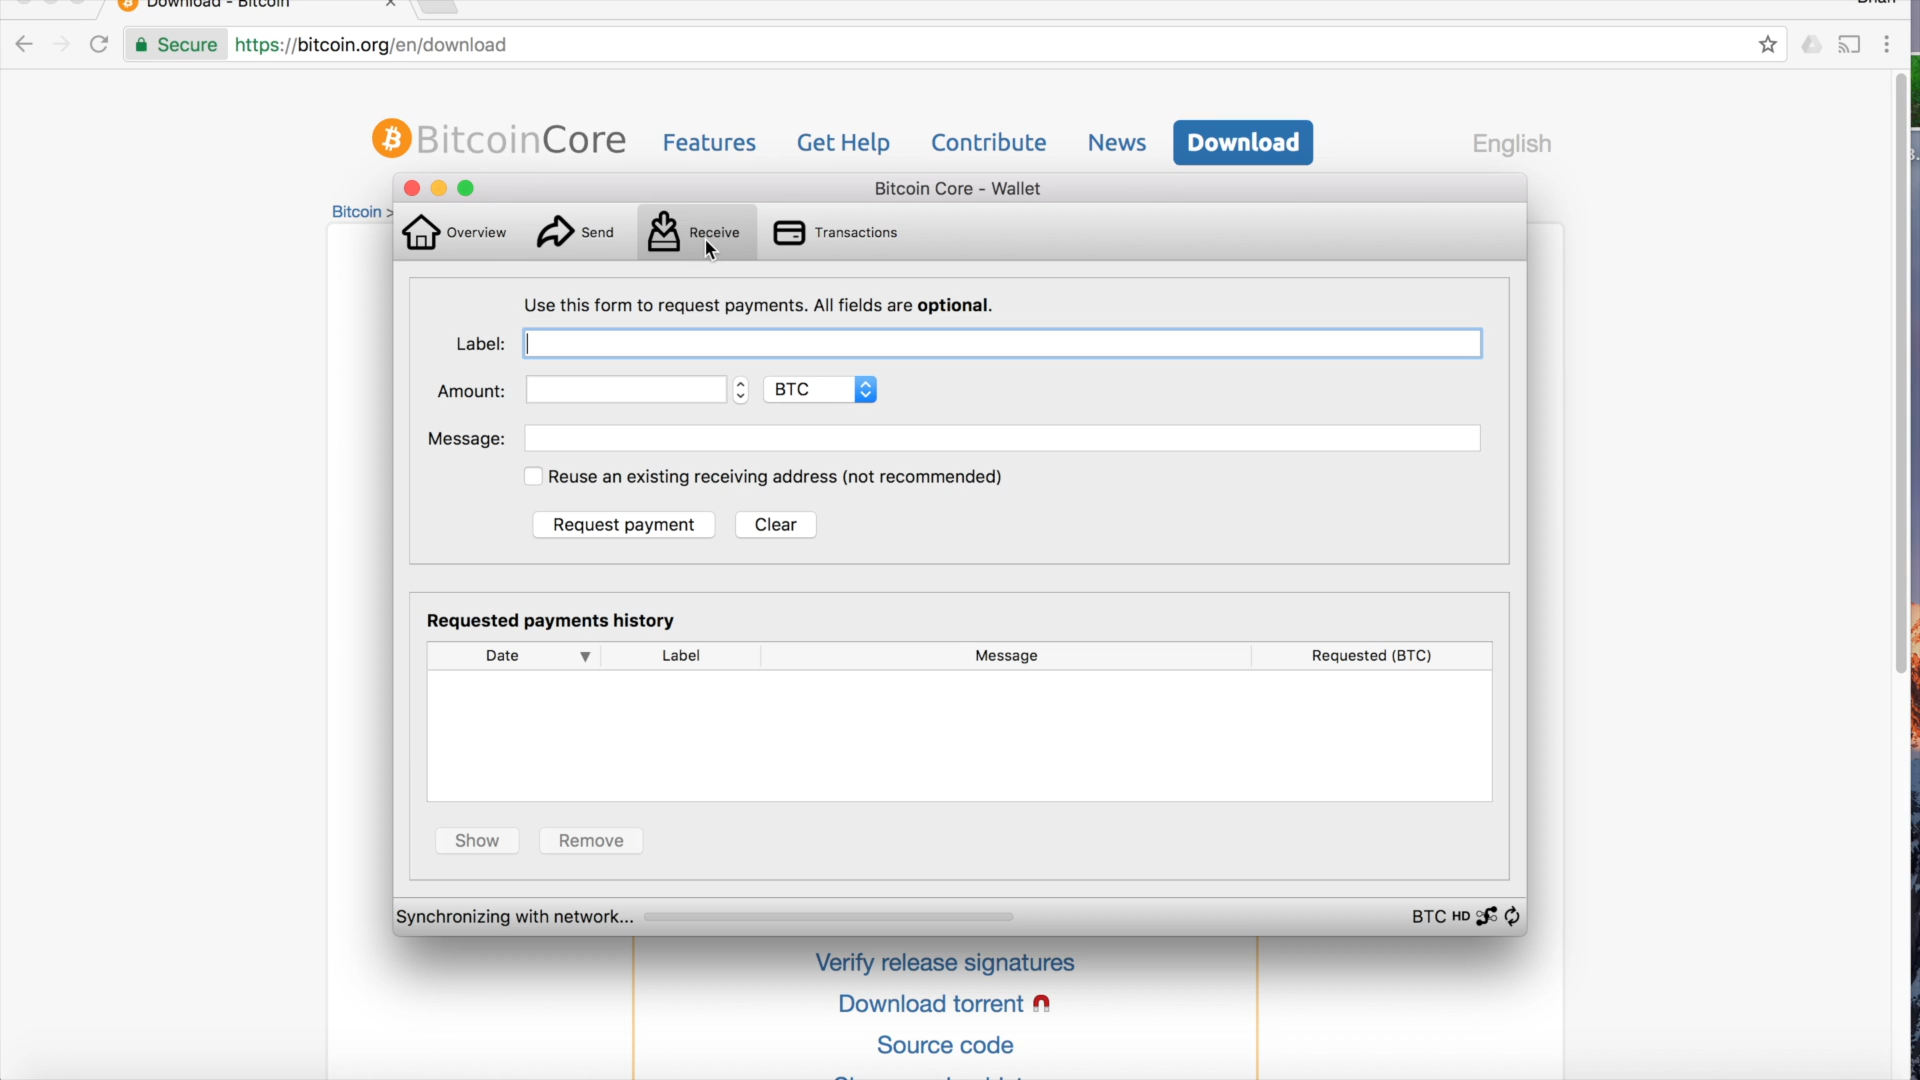 Download - Bitcoin
Secure https://bitcoin.org/en/download
BitcoinCore Features Get Help Contribute News Download English
Bitcoin >
Bitcoin Core - Wallet
Overview Send Receive Transactions
Use this form to request payments. All fields are optional.
Label:
Amount: BTC
Message:
Reuse an existing receiving address (not recommended)
Request payment Clear
Requested payments history
Date Label Message Requested (BTC)
Show Remove
Synchronizing with network... BTC HD
Verify release signatures
Download torrent
Source code